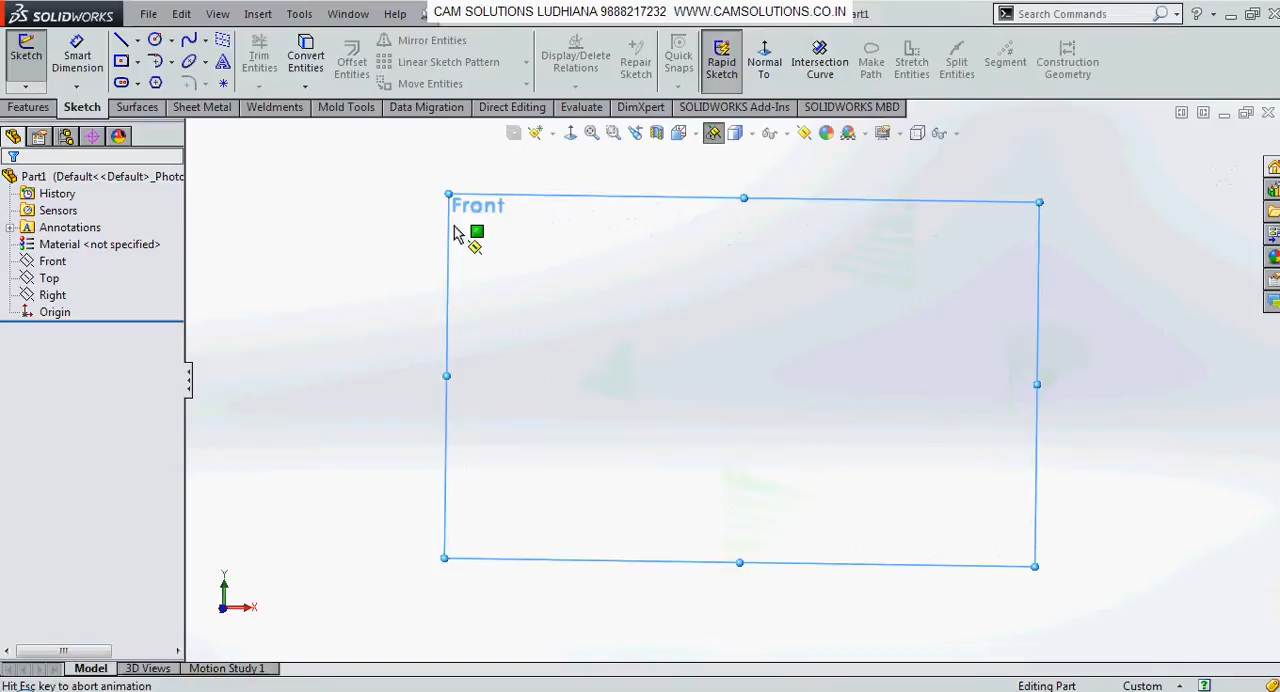 SOLIDWORKS
File
Edit
View
Insert
Tools
Window
Help
CAM SOLUTIONS LUDHIANA 9888217232 WWW.CAMSOLUTIONS.CO.IN
Part1
Search Commands
?
Sketch
Smart
Dimension
Trim
Entities
Convert
Entities
Offset
Entities
Mirror Entities
Linear Sketch Pattern
Move Entities
Display/Delete
Relations
Repair
Sketch
Quick
Snaps
Rapid
Sketch
Normal
To
Intersection
Curve
Make
Path
Stretch
Entities
Split
Entities
Segment
Construction
Geometry
Features
Sketch
Surfaces
Sheet Metal
Weldments
Mold Tools
Data Migration
Direct Editing
Evaluate
DimXpert
SOLIDWORKS Add-Ins
SOLIDWORKS MBD
Part1 (Default<<Default>_Photo
History
Sensors
A Annotations
Material <not specified>
Front
Top
Right
Origin
Front
Y
X
Model
3D Views
Motion Study 1
Hit Esc key to abort animation
Editing Part
Custom
?